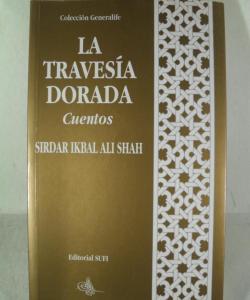 Colección Generalife
LA
TRAVESÍA
DORADA
Cuentos
SIRDAR IKBAL ALI SHAH
Editorial SUFI